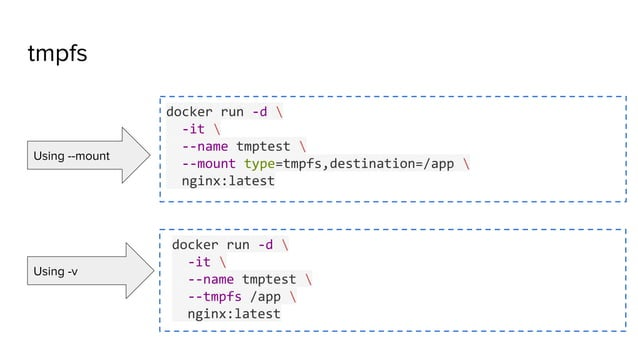 tmpfs
Using --mount
docker run -d \
-it \
--name tmptest \
--mount type=tmpfs,destination=/app \
nginx:latest
Using -v
docker run -d \
-it \
--name tmptest \
--tmpfs /app \
nginx:latest